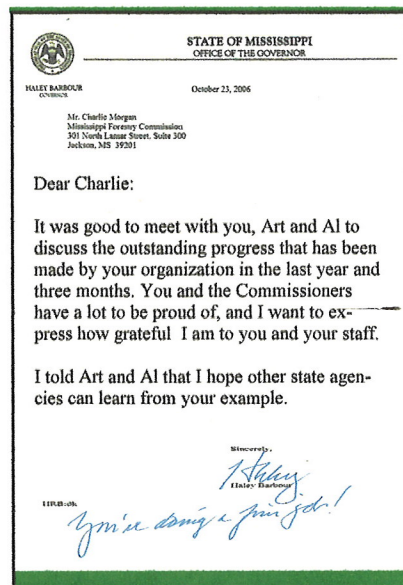 STATE OF MISSISSIPPI
OFFICE OF THE GOVERNOR
HALEY BARBOUR
GOVERNOR
October 23, 2006
Mr. Charlie Morgan
Mississippi Forestry Commission
301 North Lamar Street, Suite 300
Jackson, MS 39201
Dear Charlie:
It was good to meet with you, Art and Al to
discuss the outstanding progress that has been
made by your organization in the last year and
three months. You and the Commissioners
have a lot to be proud of, and I want to ex-
press how grateful I am to you and your staff.
I told Art and Al that I hope other state agen-
cies can learn from your example.
Sincerely,
Haley
Haley Barbour
You're doing a fine job!